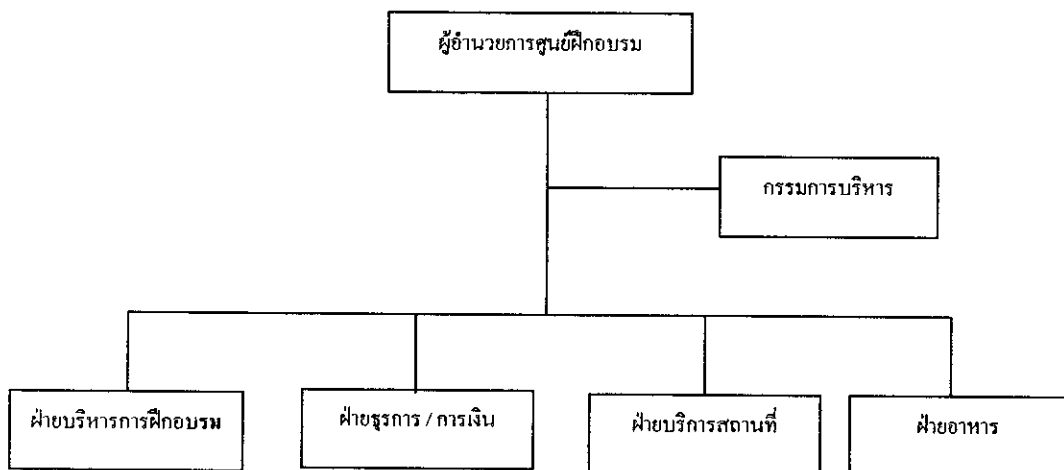 ผู้อำนวยการศูนย์ฝึกอบรม
กรรมการบริหาร
ฝ่ายบริหารการฝึกอบรม
ฝ่ายธุรการ / การเงิน
ฝ่ายบริการสถานที่
ฝ่ายอาหาร